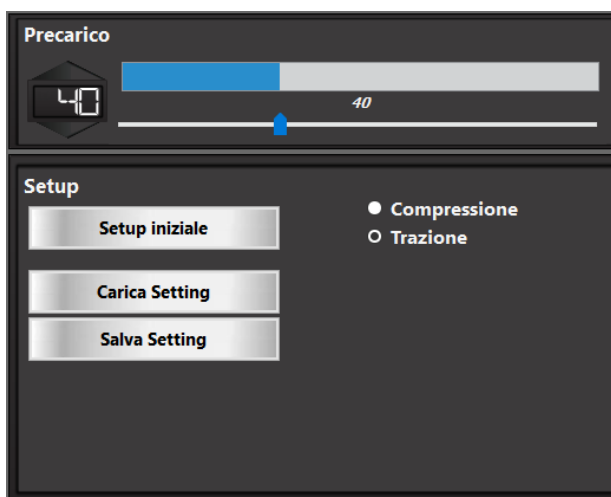 Precarico
40
40
Setup
Setup iniziale
Compressione
Trazione
Carica Setting
Salva Setting